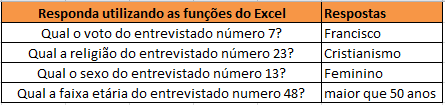 Responda utilizando as funções do Excel Respostas
Qual o voto do entrevistado número 7? Francisco
Qual a religião do entrevistado número 23? Cristianismo
Qual o sexo do entrevistado número 13? Feminino
Qual a faixa etária do entrevistado numero 48? maior que 50 anos